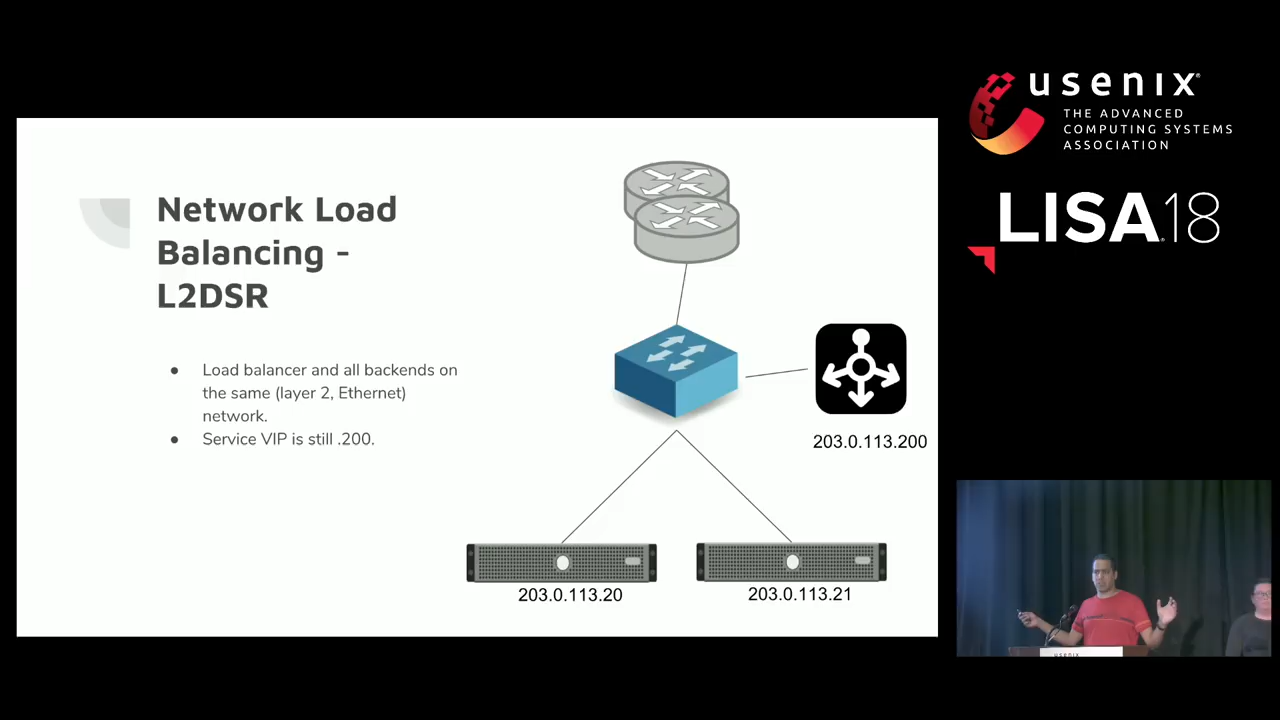 Network Load
Balancing -
L2DSR
● Load balancer and all backends on
the same (layer 2, Ethernet)
network.
● Service VIP is still .200.
203.0.113.200
203.0.113.20
203.0.113.21
usenix®
THE ADVANCED
COMPUTING SYSTEMS
ASSOCIATION
LISA18
usenix